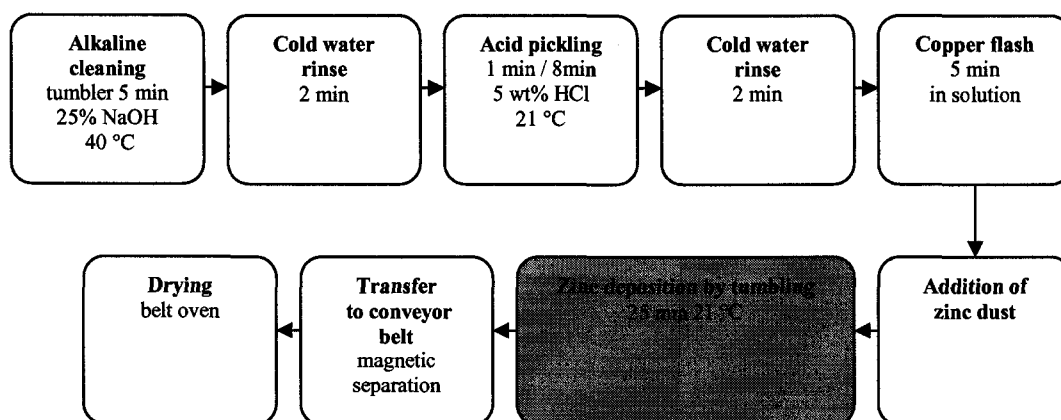 Alkaline
cleaning
tumbler 5 min
25% NaOH
40 °C
Cold water
rinse
2 min
Acid pickling
1 min / 8min
5 wt% HCl
21 °C
Cold water
rinse
2 min
Copper flash
5 min
in solution
Addition of
zinc dust
Zinc deposition by tumbling
25 min 21 °C
Transfer
to conveyor
belt
magnetic
separation
Drying
belt oven